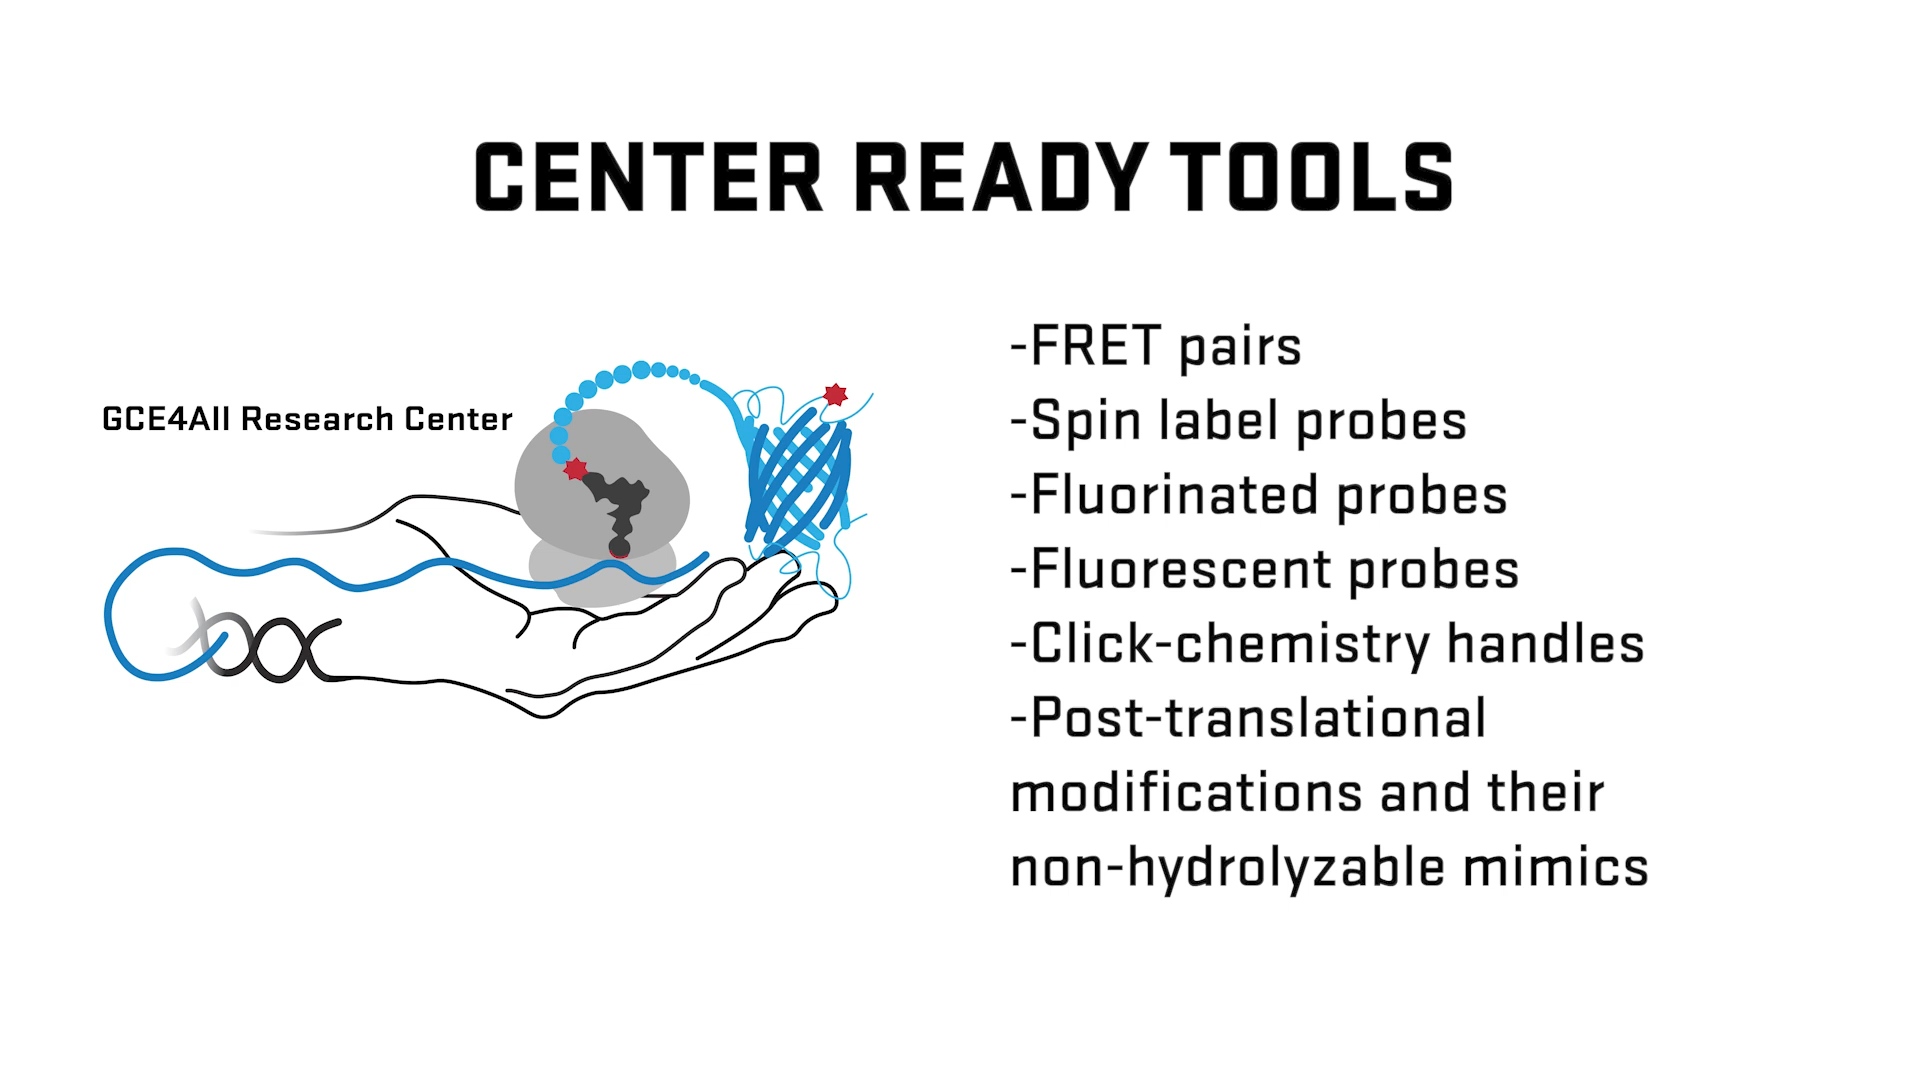 CENTER READY TOOLS
GCE4All Research Center
-FRET pairs
-Spin label probes
-Fluorinated probes
-Fluorescent probes
-Click-chemistry handles
-Post-translational
modifications and their
non-hydrolyzable mimics